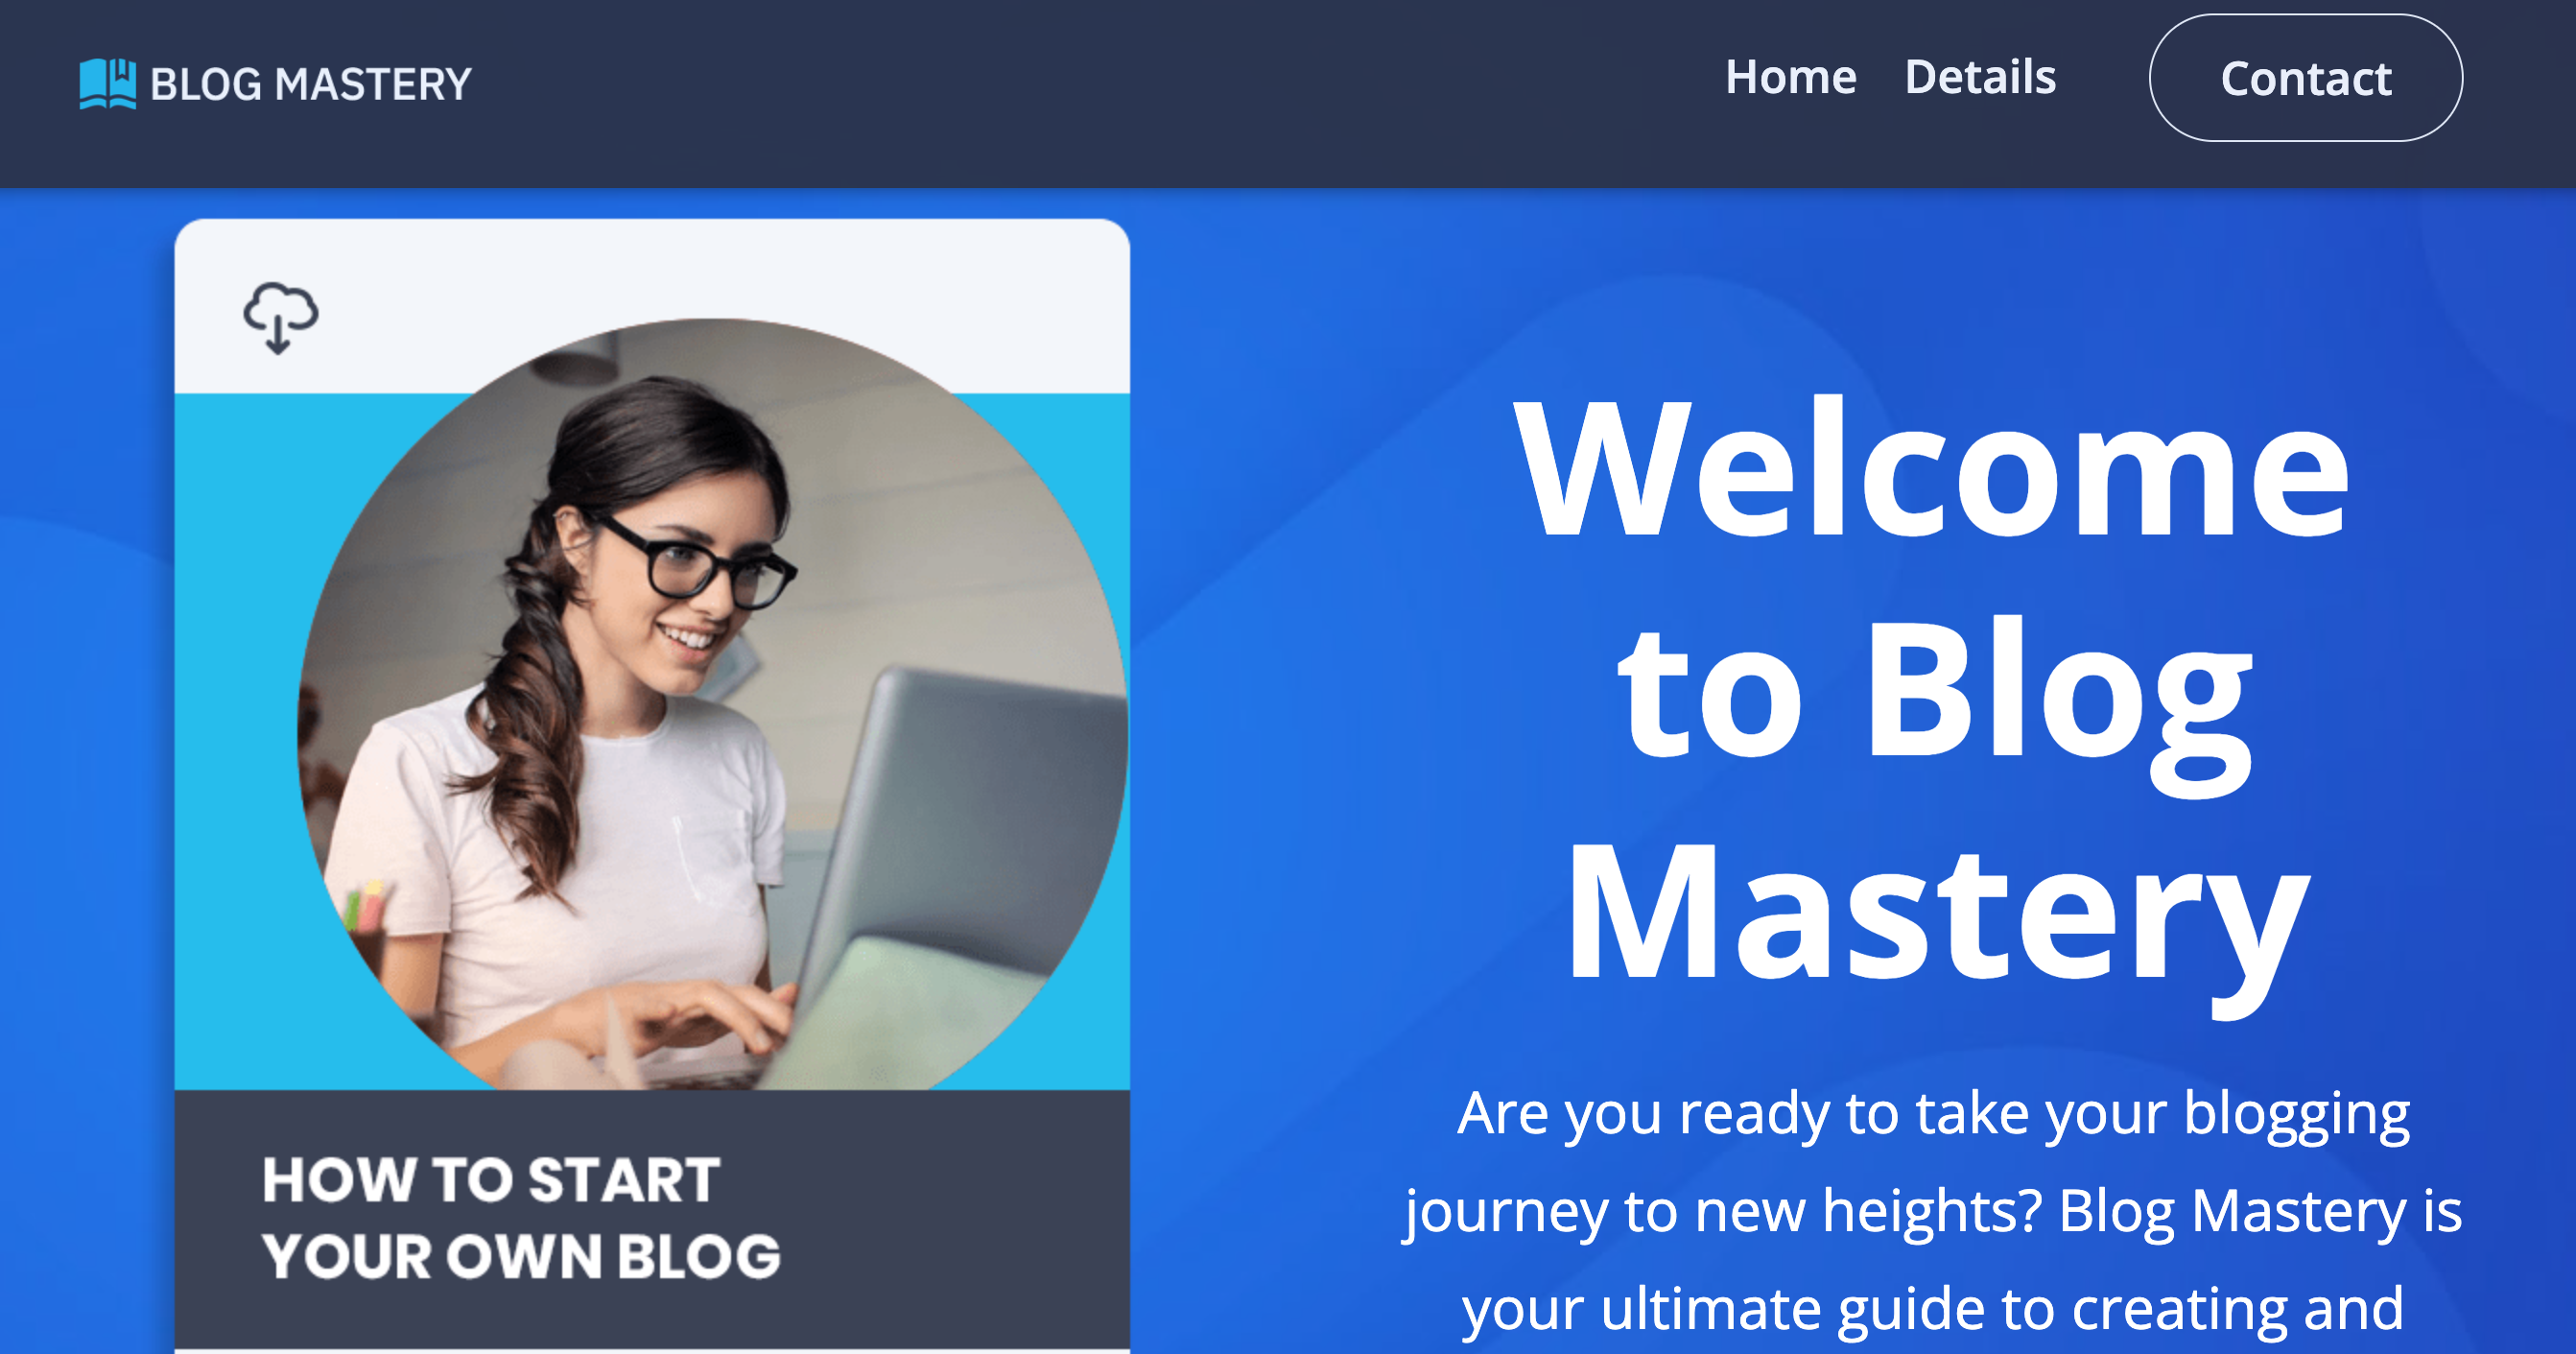 BLOG MASTERY
Home Details Contact
HOW TO START
YOUR OWN BLOG
Welcome
to Blog
Mastery
Are you ready to take your blogging
journey to new heights? Blog Mastery is
your ultimate guide to creating and